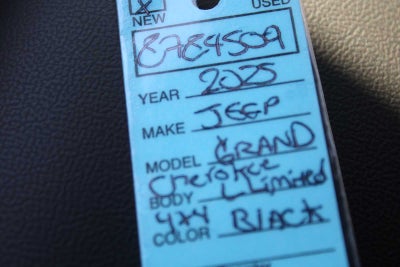 X
NEW USED
8784509
YEAR 2025
MAKE JEEP
MODEL GRAND
Cherokee
BODY L Limited
4x4
COLOR BLACK